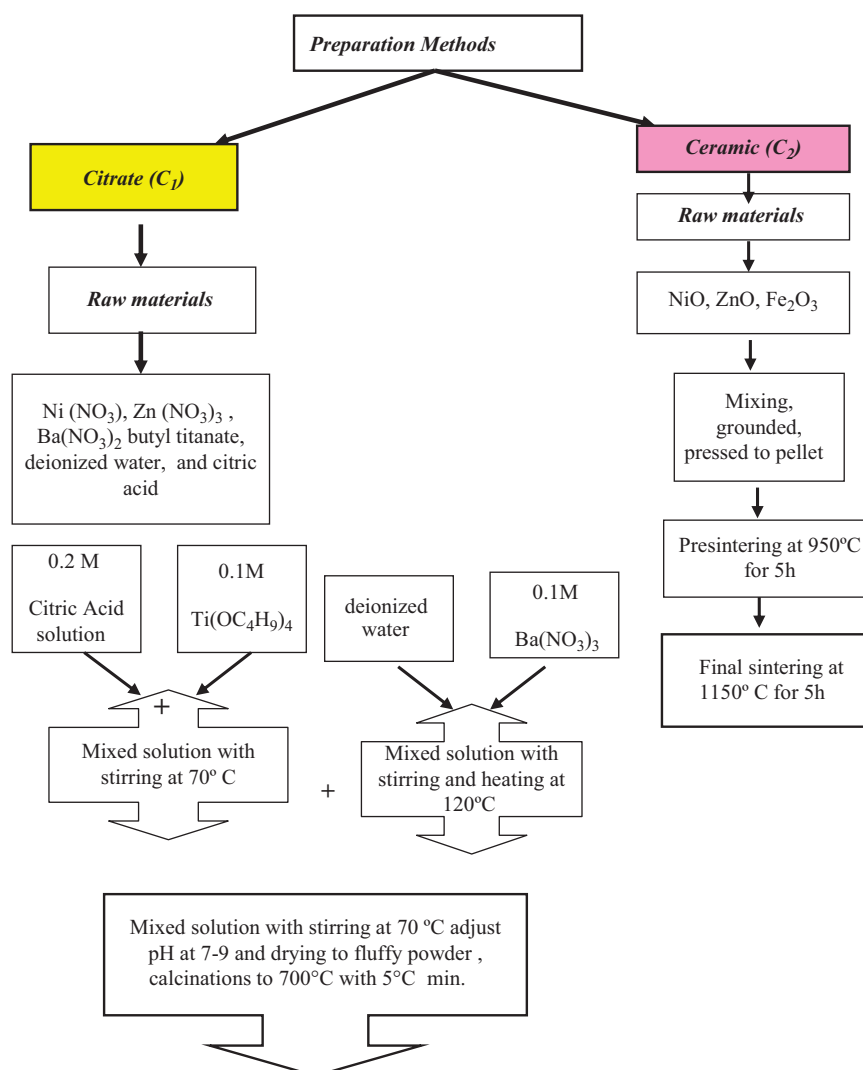 Preparation Methods
Citrate (C₁)
Raw materials
Ni (NO₃), Zn (NO₃)₃ ,
Ba(NO₃)₂ butyl titanate,
deionized water, and citric
acid
0.2 M
Citric Acid
solution
0.1M
Ti(OC₄H₉)₄
deionized
water
0.1M
Ba(NO₃)₃
+
Mixed solution with
stirring at 70º C
+
Mixed solution with
stirring and heating at
120ºC
Mixed solution with stirring at 70 ºC adjust
pH at 7-9 and drying to fluffy powder ,
calcinations to 700°C with 5°C min.
Ceramic (C₂)
Raw materials
NiO, ZnO, Fe₂O₃
Mixing,
grounded,
pressed to pellet
Presintering at 950ºC
for 5h
Final sintering at
1150º C for 5h